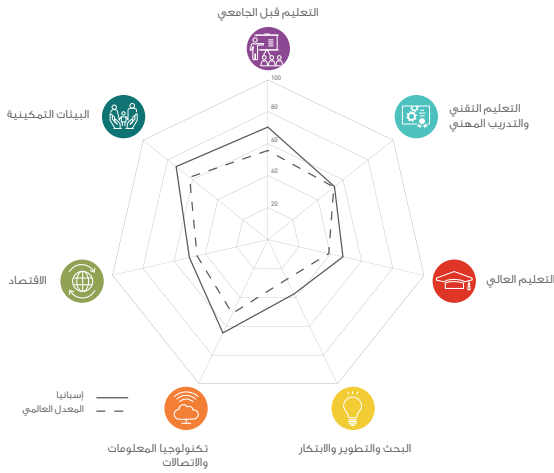 التعليم قبل الجامعي
التعليم التقني
والتدريب المهني
البيئات التمكينية
100
80
60
40
20
التعليم العالي
الاقتصاد
إسبانيا
المعدل العالمي
تكنولوجيا المعلومات
والاتصالات
البحث والتطوير والابتكار